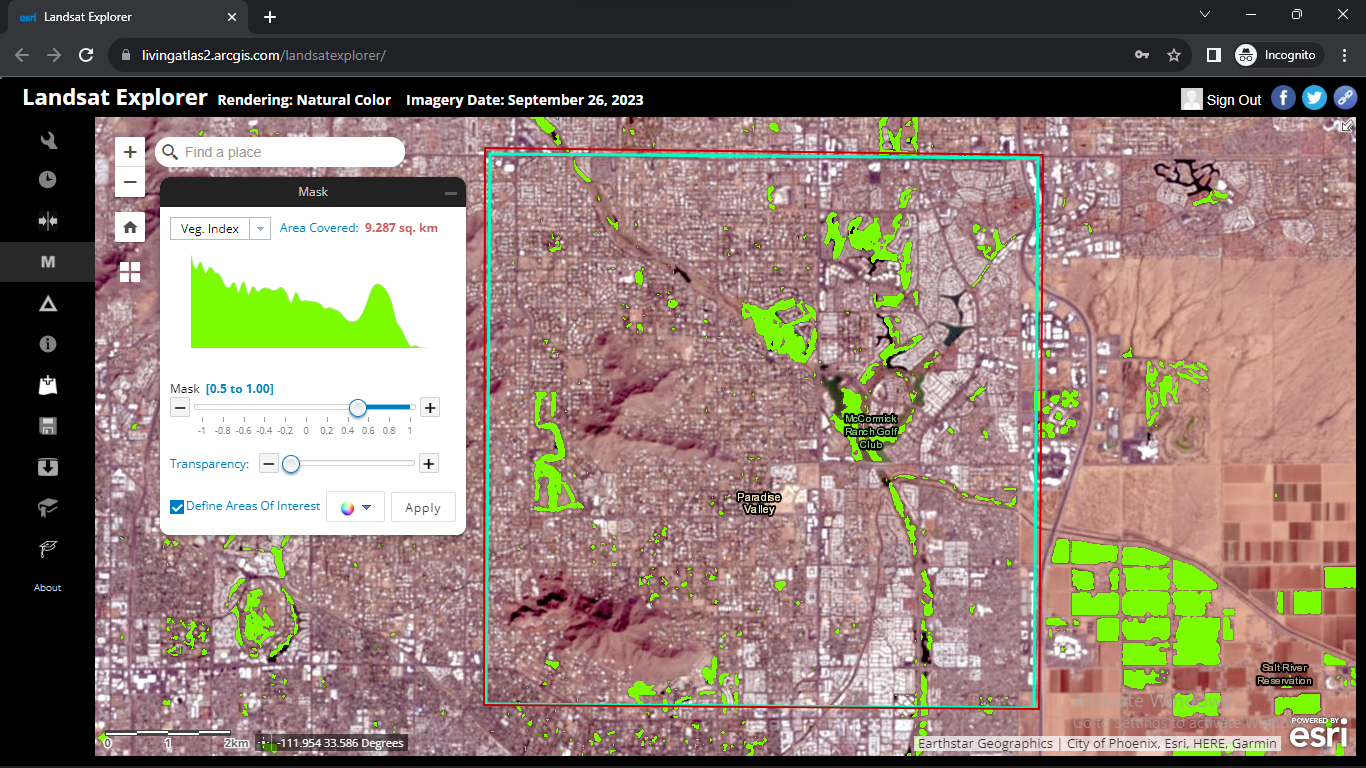 esri Landsat Explorer
livingatlas2.arcgis.com/landsatexplorer/
Incognito
Landsat Explorer Rendering: Natural Color Imagery Date: September 26, 2023
Sign Out
Find a place
Mask
Veg. Index Area Covered: 9.287 sq. km
Mask [0.5 to 1.00]
-1 -0.8 -0.6 -0.4 -0.2 0 0.2 0.4 0.6 0.8 1
Transparency:
Define Areas Of Interest Apply
M
About
McCormick
Ranch Golf
Club
Paradise
Valley
Salt River
Reservation
0 1 2km -111.954 33.586 Degrees
Activate Windows
Go to Settings to activate Windows.
POWERED BY
esri
Earthstar Geographics | City of Phoenix, Esri, HERE, Garmin